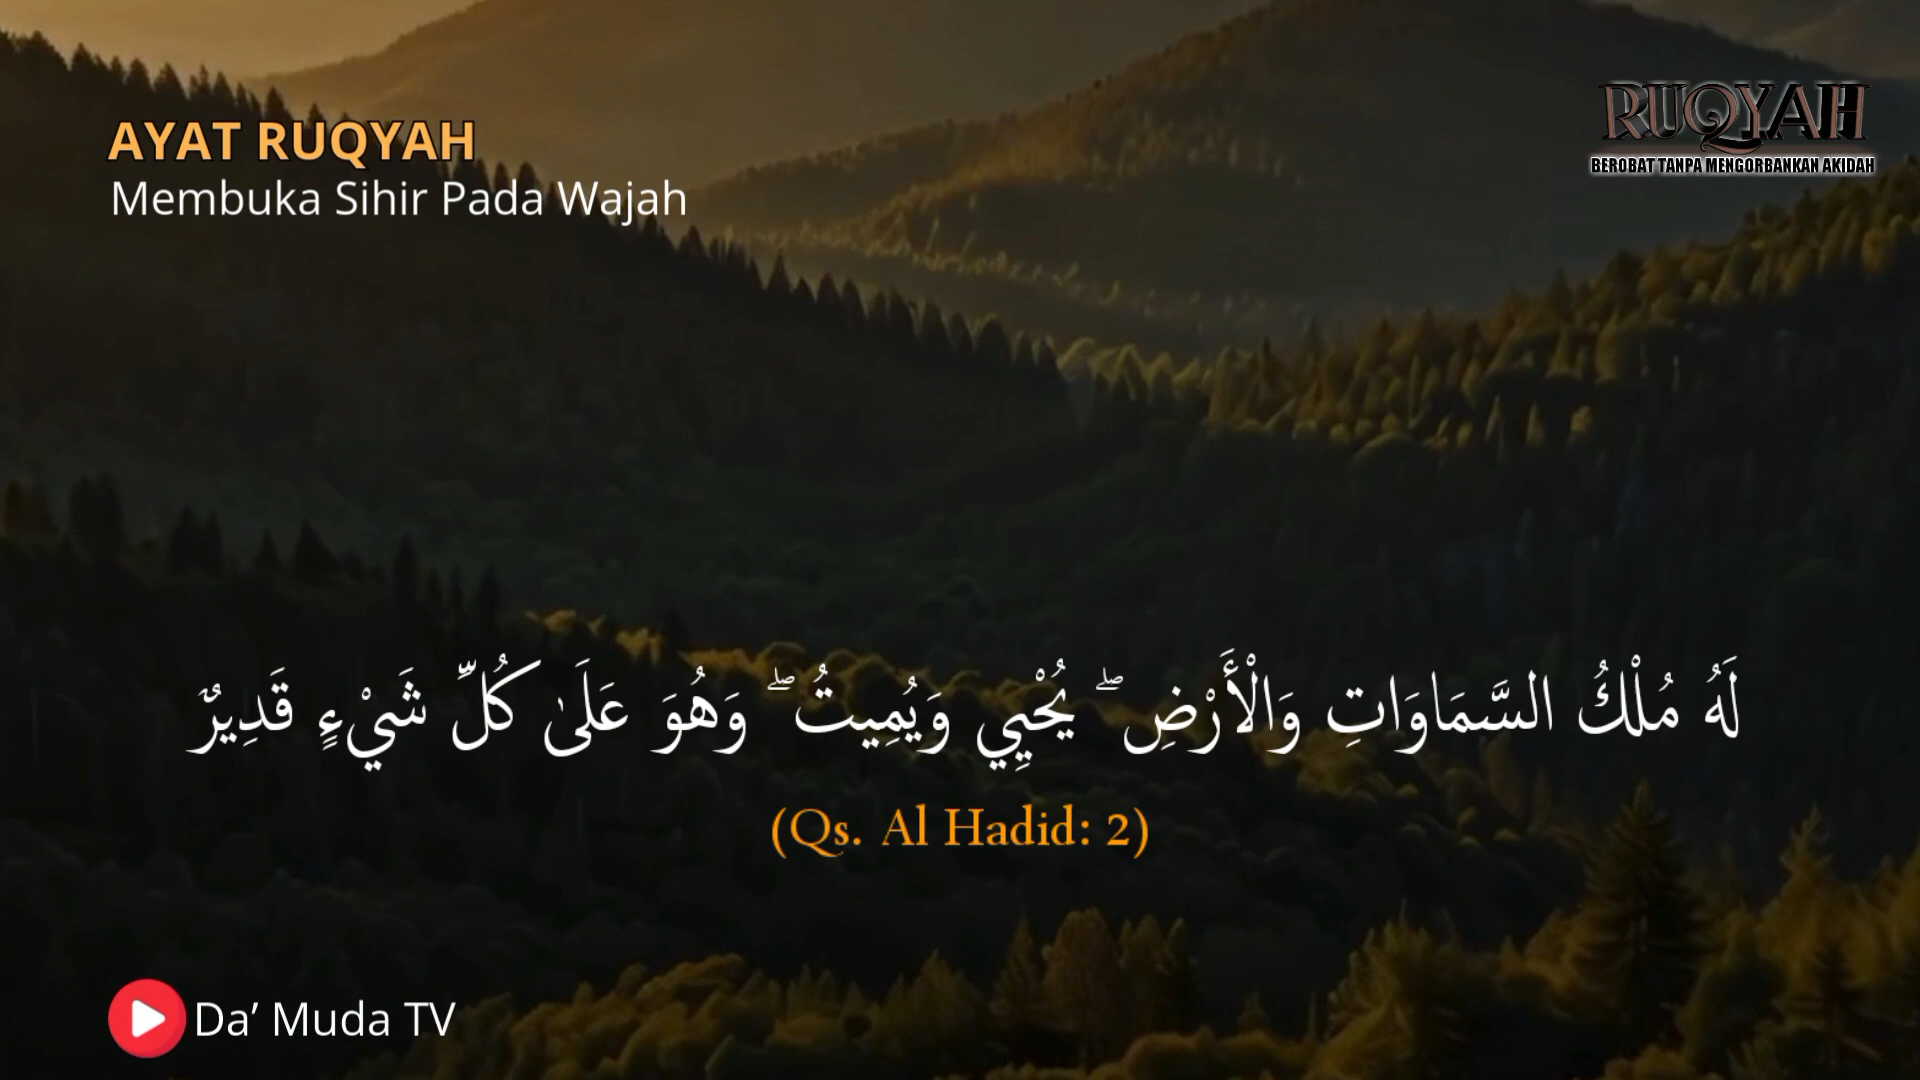 AYAT RUQYAH
Membuka Sihir Pada Wajah
RUQYAH
BEROBAT TANPA MENGORBANKAN AKIDAH
لَهُ مُلْكُ السَّمَاوَاتِ وَالْأَرْضِ ۖ يُحْيِي وَيُمِيتُ ۖ وَهُوَ عَلَىٰ كُلِّ شَيْءٍ قَدِيرٌ
(Qs. Al Hadid: 2)
Da’ Muda TV